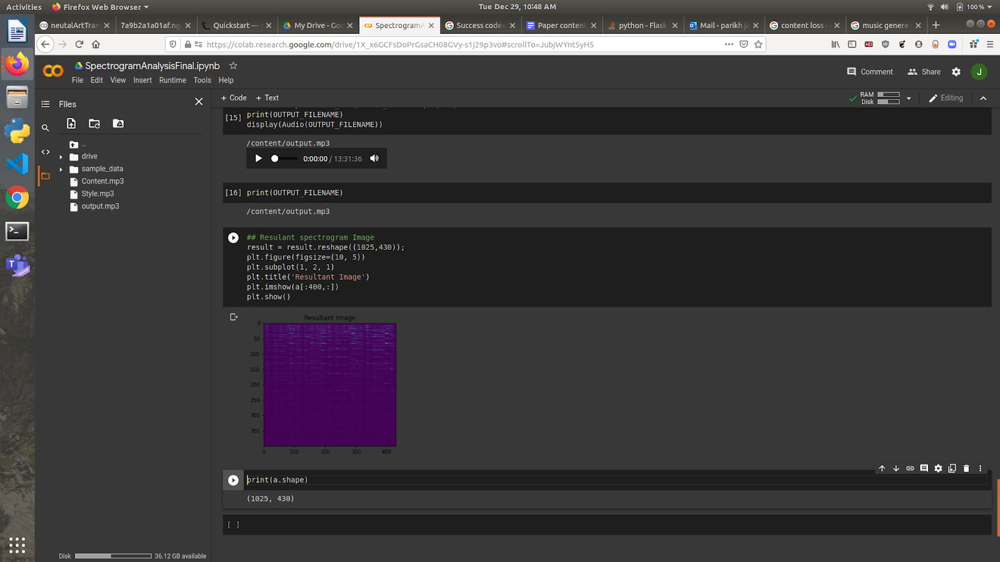 Activities Firefox Web Browser Tue Dec 29, 10:48 AM 100 %
neutalArtTran 7a9b2a1a01af.ng Quickstart — My Drive - Goo SpectrogramA Success code= Paper content python - Flask Mail - parikh ja content loss - music genere
https://colab.research.google.com/drive/1X_x6GCFsDoPrGsaCH08GVy-s1j29p3vo#scrollTo=JubjWYnt5yH5
SpectrogramAnalysisFinal.ipynb
File Edit View Insert Runtime Tools Help
Comment Share J
Files
+ Code + Text
RAM
Disk
Editing
..
drive
sample_data
Content.mp3
Style.mp3
output.mp3
Disk 36.12 GB available
[15] print(OUTPUT_FILENAME)
display(Audio(OUTPUT_FILENAME))
/content/output.mp3
0:00:00 / 13:31:36
[16] print(OUTPUT_FILENAME)
/content/output.mp3
## Resulant spectrogram Image
result = result.reshape((1025,430));
plt.figure(figsize=(10, 5))
plt.subplot(1, 2, 1)
plt.title('Resultant Image')
plt.imshow(a[:400,:])
plt.show()
Resultant Image
0
50
100
150
200
250
300
350
0 100 200 300 400
print(a.shape)
(1025, 430)
[ ]